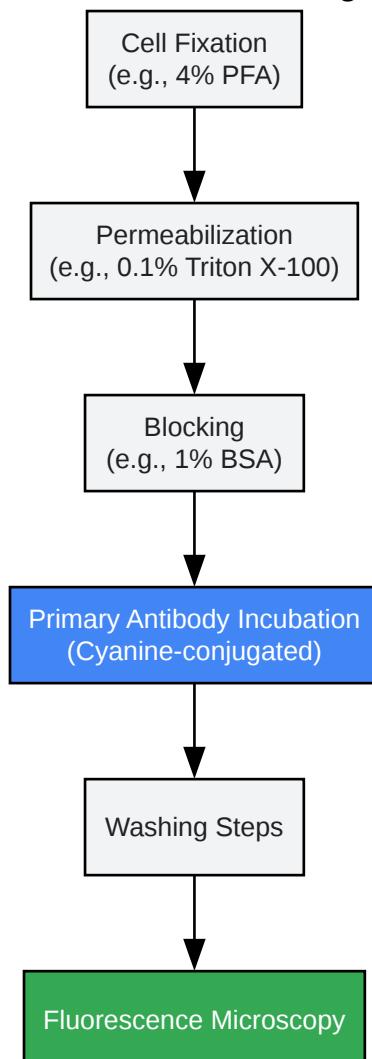 Cell Fixation
(e.g., 4% PFA)
Permeabilization
(e.g., 0.1% Triton X-100)
Blocking
(e.g., 1% BSA)
Primary Antibody Incubation
(Cyanine-conjugated)
Washing Steps
Fluorescence Microscopy